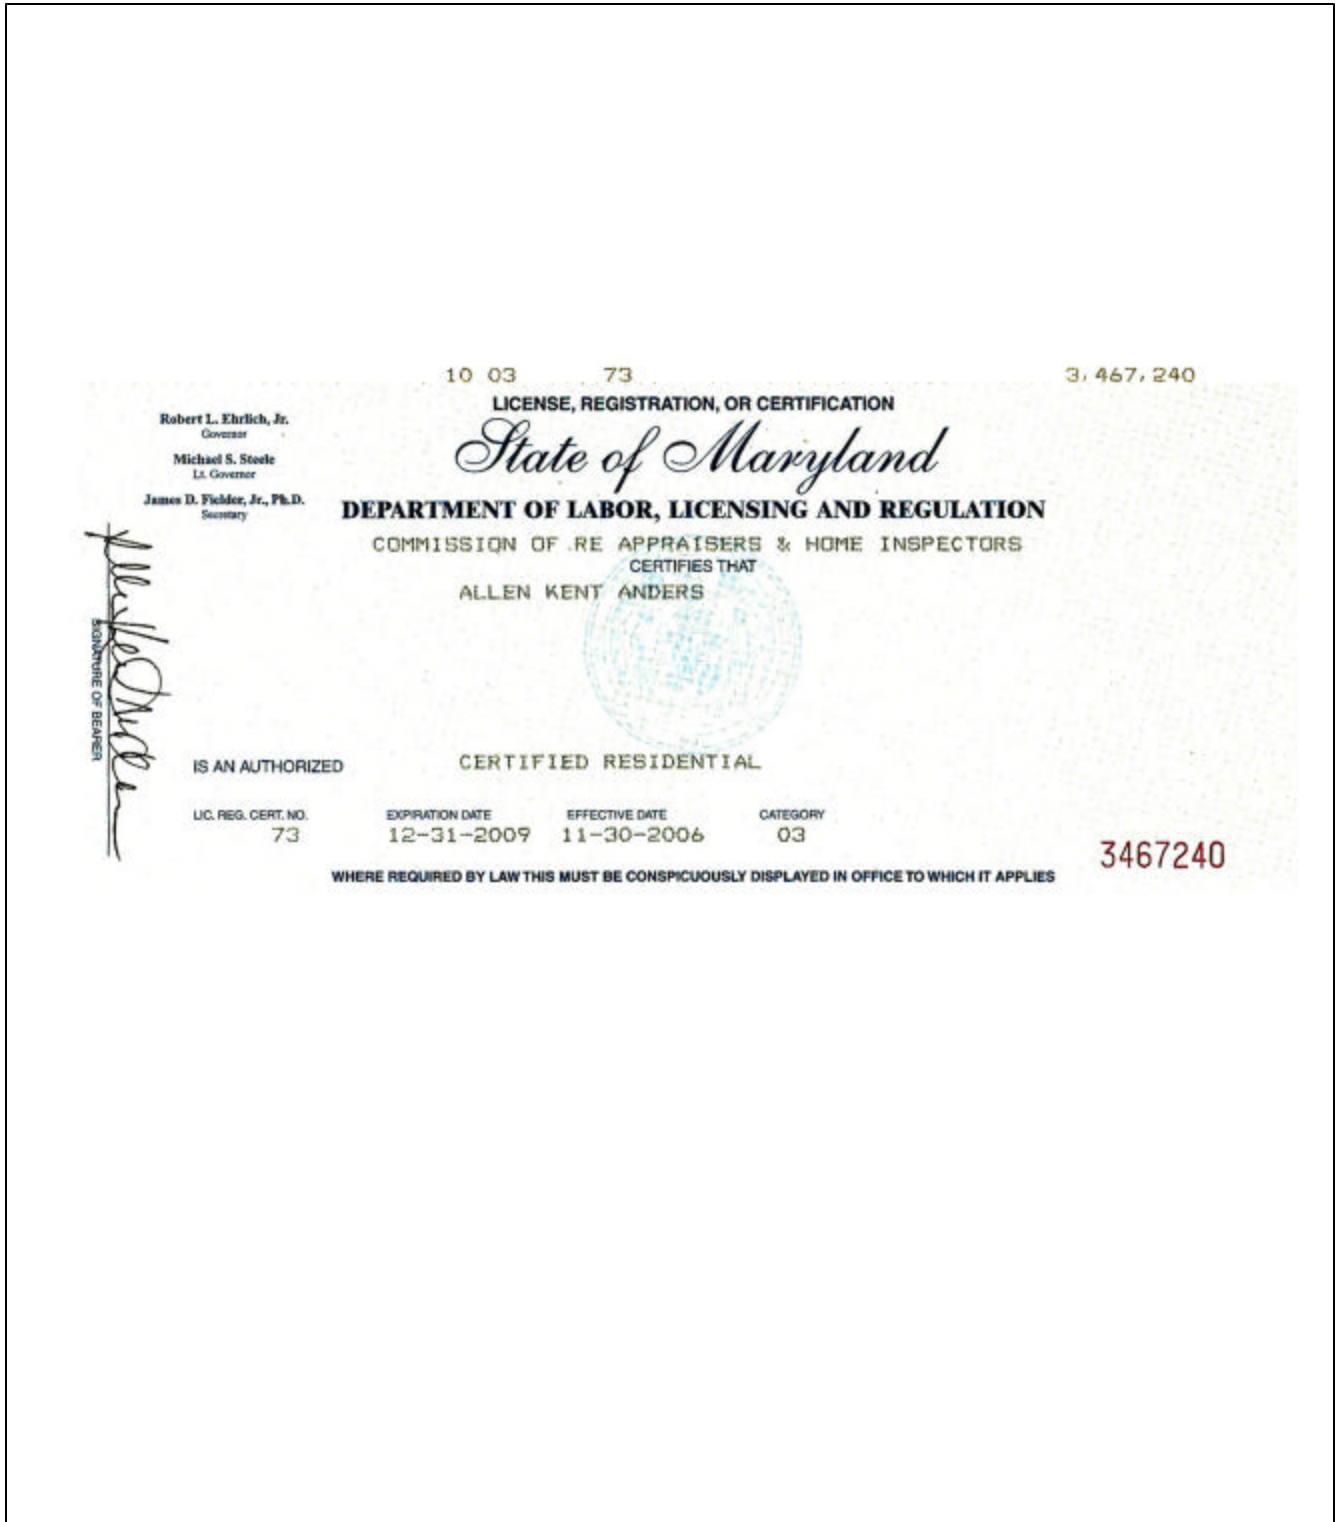 10 03 73 3,467,240
LICENSE, REGISTRATION, OR CERTIFICATION
Robert L. Ehrlich, Jr.
Governor
State of Maryland
Michael S. Steele
Lt. Governor
James D. Fielder, Jr., Ph.D.
Secretary
DEPARTMENT OF LABOR, LICENSING AND REGULATION
COMMISSION OF RE APPRAISERS & HOME INSPECTORS
CERTIFIES THAT
ALLEN KENT ANDERS
SIGNATURE OF BEARER
IS AN AUTHORIZED CERTIFIED RESIDENTIAL
LIC. REG. CERT. NO. EXPIRATION DATE EFFECTIVE DATE CATEGORY
73 12-31-2009 11-30-2006 03
3467240
WHERE REQUIRED BY LAW THIS MUST BE CONSPICUOUSLY DISPLAYED IN OFFICE TO WHICH IT APPLIES